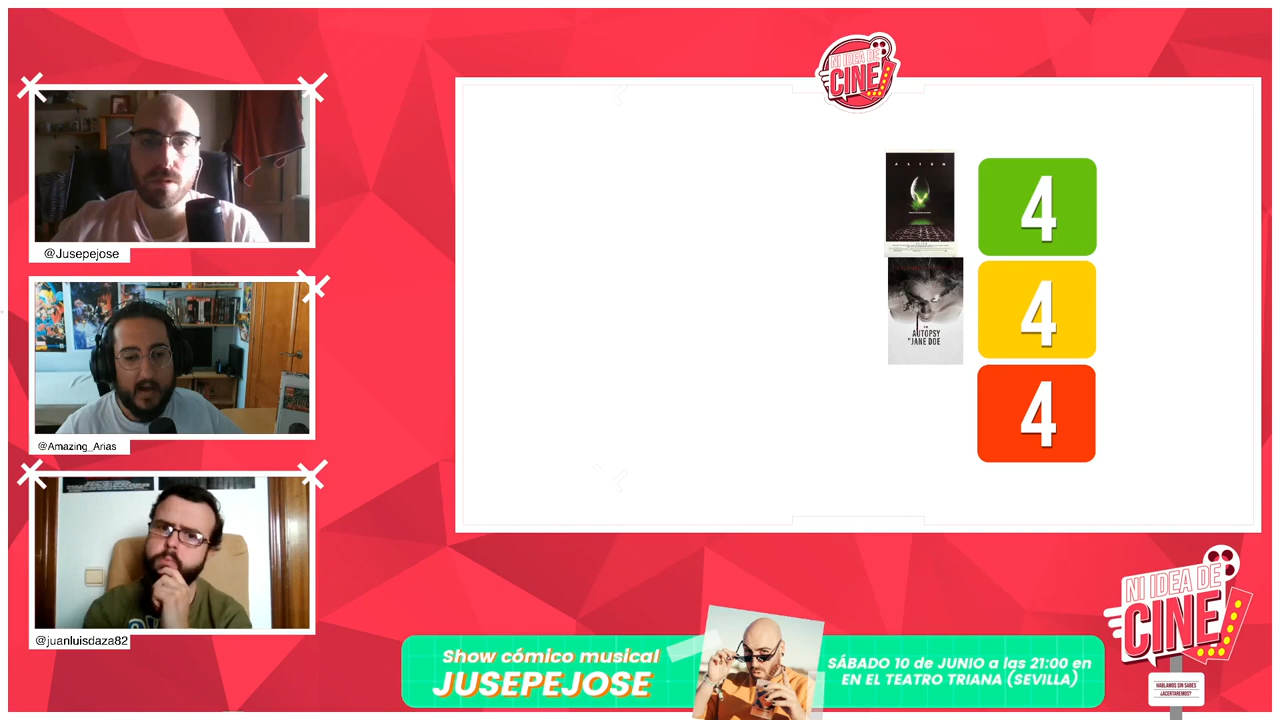 NI IDEA DE
CINE!
@Jusepejose
ALIEN
4
@Amazing_Arias
AUTOPSY
OF JANE DOE
4
4
@juanluisdaza82
NI IDEA DE
CINE!
HABLAMOS SIN SABES
¿ACERTAREMOS?
Show cómico musical
JUSEPEJOSE
SÁBADO 10 de JUNIO a las 21:00 en
EN EL TEATRO TRIANA (SEVILLA)